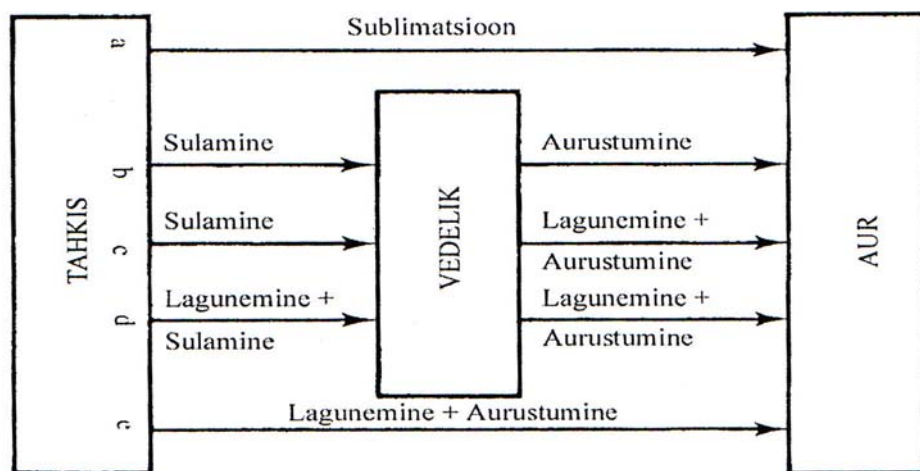 a
Sublimatsioon
Sulamine
Aurustumine
b
Sulamine
Lagunemine +
c
Aurustumine
Lagunemine +
Lagunemine +
d
Sulamine
Aurustumine
Lagunemine + Aurustumine
e
TAHKIS
VEDELIK
AUR